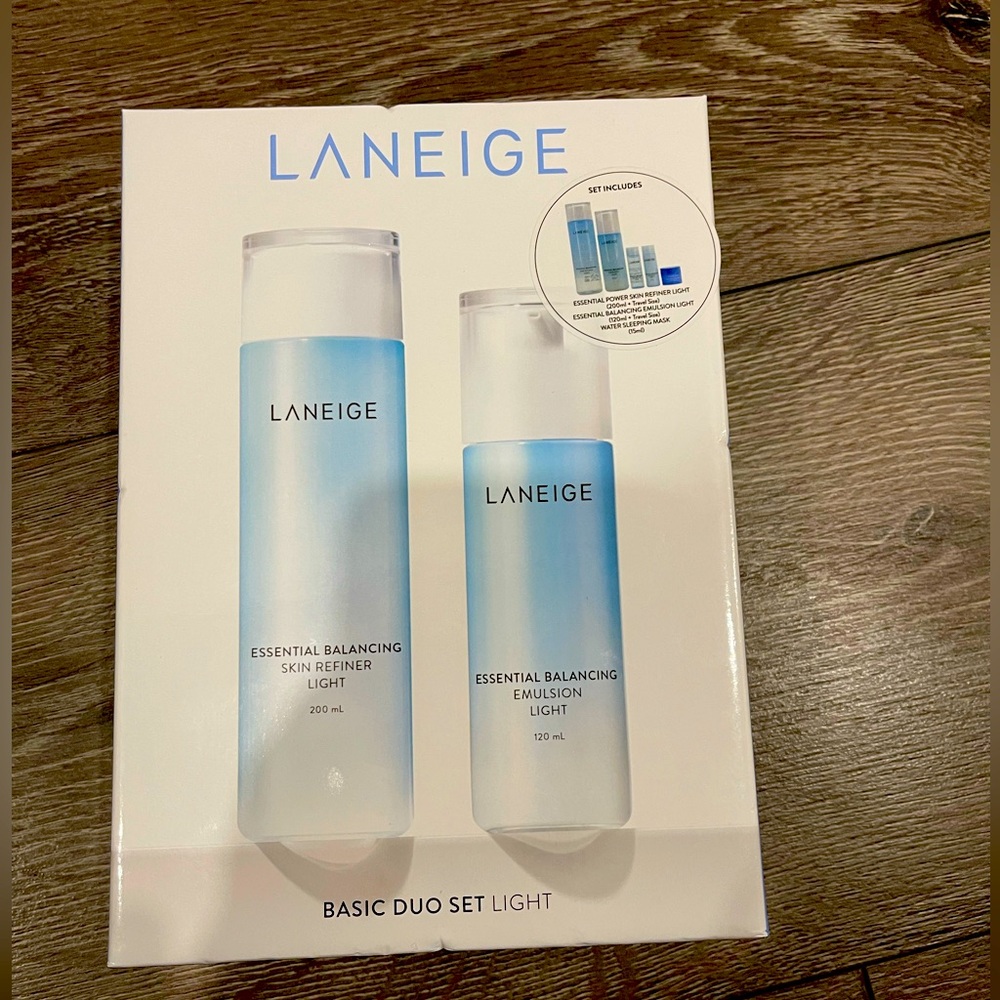 LANEIGE
SET INCLUDES
ESSENTIAL POWER SKIN REFINER LIGHT
(200ml + Travel Size)
ESSENTIAL BALANCING EMULSION LIGHT
(120ml + Travel Size)
WATER SLEEPING MASK
(15ml)
LANEIGE
ESSENTIAL BALANCING
SKIN REFINER
LIGHT
200 mL
LANEIGE
ESSENTIAL BALANCING
EMULSION
LIGHT
120 mL
BASIC DUO SET LIGHT